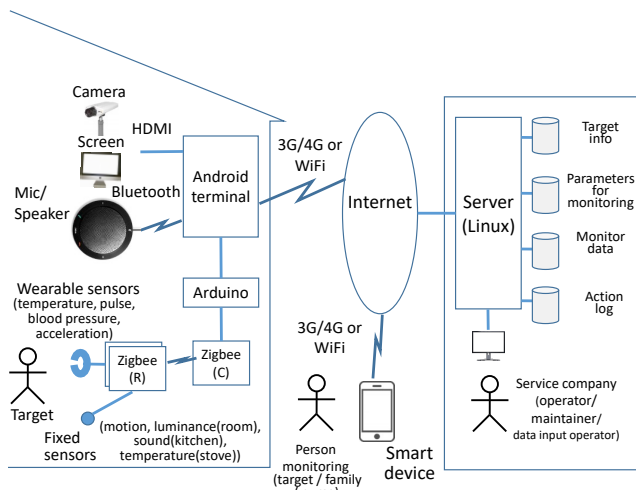 Camera
HDMI
Screen
Bluetooth
Mic/
Speaker
Android
terminal
3G/4G or
WiFi
Internet
Server
(Linux)
Target
info
Parameters
for
monitoring
Monitor
data
Action
log
Wearable sensors
(temperature, pulse,
blood pressure,
acceleration)
Arduino
Zigbee
(R)
Zigbee
(C)
Target
Fixed
sensors
(motion, luminance(room),
sound(kitchen),
temperature(stove))
3G/4G or
WiFi
Person
monitoring
(target / family
Smart
device
Service company
(operator/
maintainer/
data input operator)